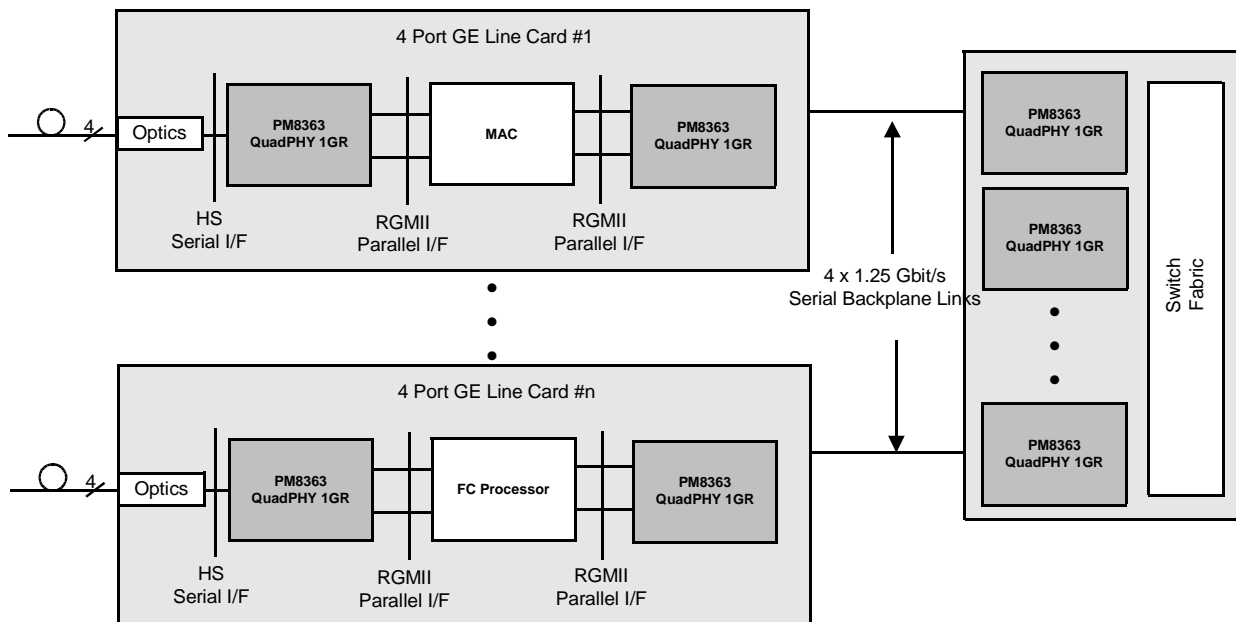 4 Port GE Line Card #1
4
Optics
PM8363
QuadPHY 1GR
MAC
PM8363
QuadPHY 1GR
HS
Serial I/F
RGMII
Parallel I/F
RGMII
Parallel I/F
4 x 1.25 Gbit/s
Serial Backplane Links
PM8363
QuadPHY 1GR
PM8363
QuadPHY 1GR
PM8363
QuadPHY 1GR
Switch
Fabric
4 Port GE Line Card #n
4
Optics
PM8363
QuadPHY 1GR
FC Processor
PM8363
QuadPHY 1GR
HS
Serial I/F
RGMII
Parallel I/F
RGMII
Parallel I/F